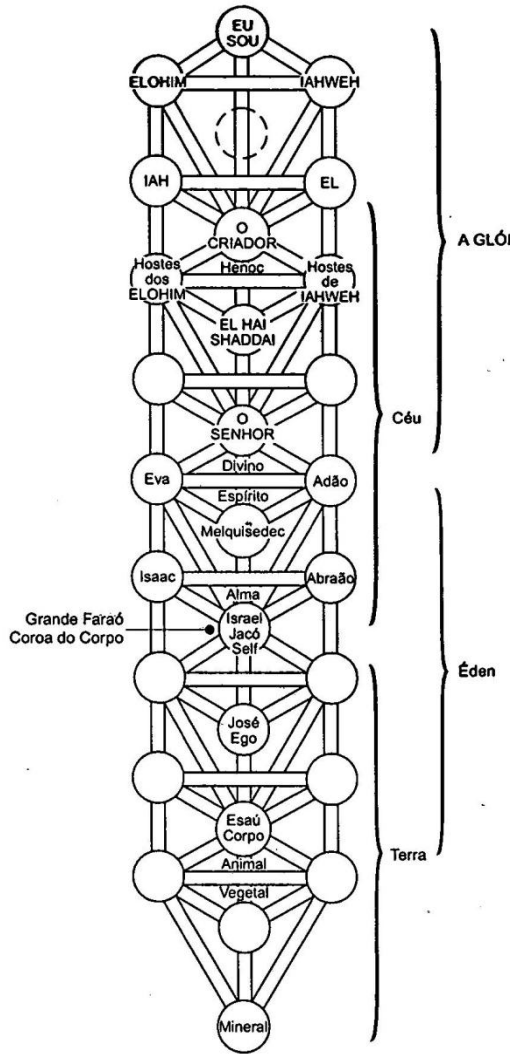 EU
SOU
ELOHIM
IAHWEH
IAH
EL
O
CRIADOR
Henoc
Hostes
dos
ELOHIM
Hostes
de
IAHWEH
A GLÓ
EL HAI
SHADDAI
Céu
O
SENHOR
Divino
Eva
Adão
Espírito
Melquisedec
Isaac
Abraão
Alma
Grande Faraó
Coroa do Corpo
Israel
Jacó
Self
Éden
José
Ego
Esaú
Corpo
Terra
Animal
Vegetal
Mineral